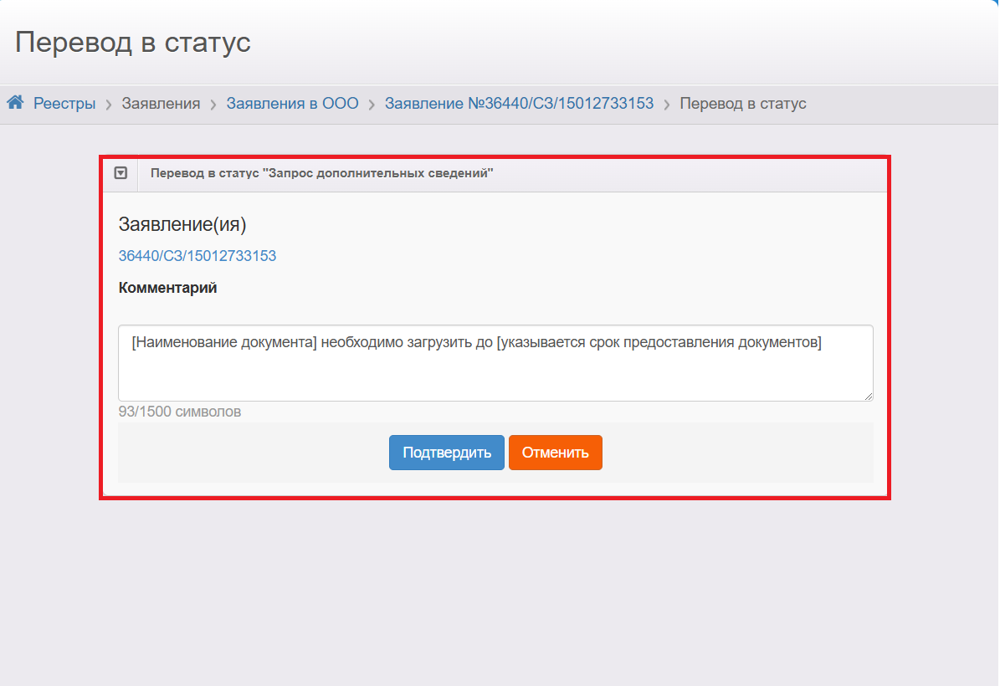 Перевод в статус
Реестры > Заявления > Заявления в ООО > Заявление №36440/СЗ/15012733153 > Перевод в статус
Перевод в статус "Запрос дополнительных сведений"
Заявление(ия)
36440/СЗ/15012733153
Комментарий
[Наименование документа] необходимо загрузить до [указывается срок предоставления документов]
93/1500 символов
Подтвердить Отменить